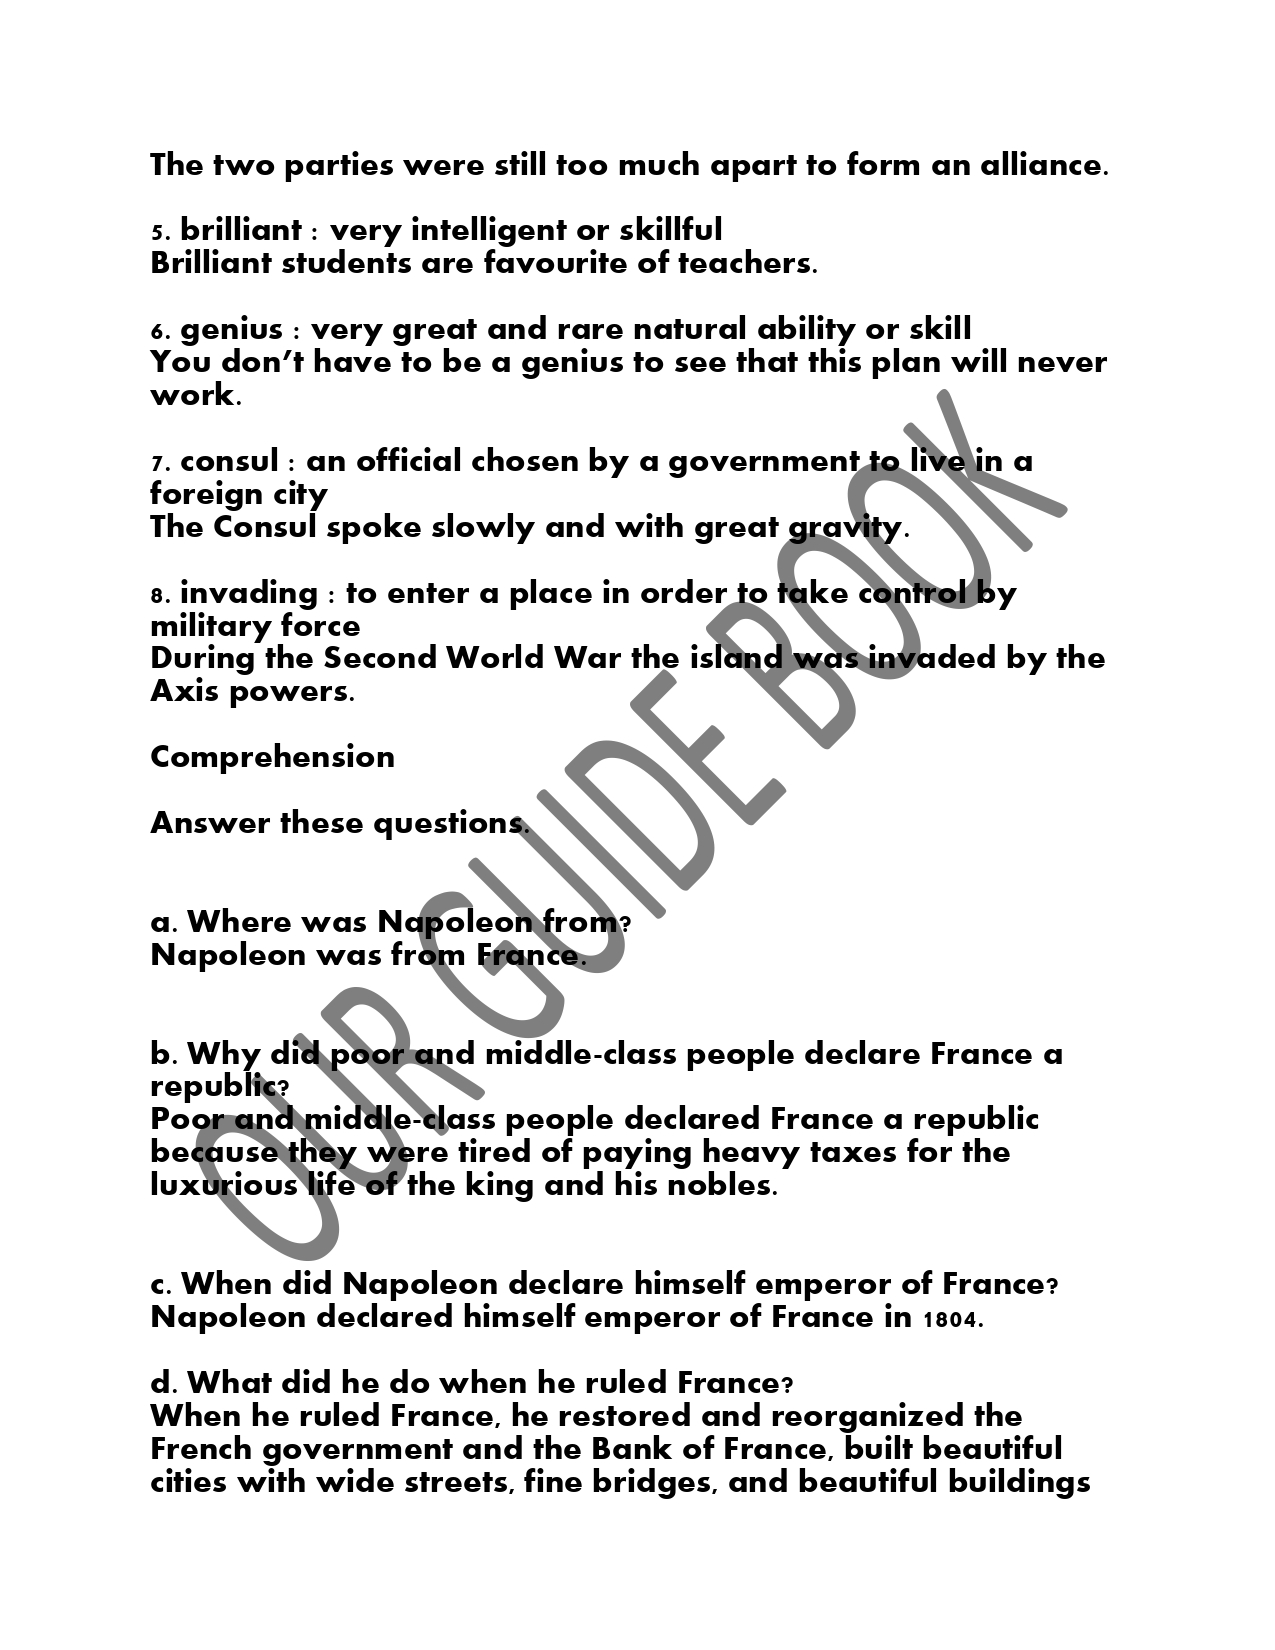 The two parties were still too much apart to form an alliance.
5. brilliant : very intelligent or skillful
Brilliant students are favourite of teachers.
6. genius : very great and rare natural ability or skill
You don’t have to be a genius to see that this plan will never
work.
7. consul : an official chosen by a government to live in a
foreign city
The Consul spoke slowly and with great gravity.
8. invading : to enter a place in order to take control by
military force
During the Second World War the island was invaded by the
Axis powers.
Comprehension
Answer these questions.
a. Where was Napoleon from?
Napoleon was from France.
b. Why did poor and middle-class people declare France a
republic?
Poor and middle-class people declared France a republic
because they were tired of paying heavy taxes for the
luxurious life of the king and his nobles.
c. When did Napoleon declare himself emperor of France?
Napoleon declared himself emperor of France in 1804.
d. What did he do when he ruled France?
When he ruled France, he restored and reorganized the
French government and the Bank of France, built beautiful
cities with wide streets, fine bridges, and beautiful buildings
OUR GUIDE BOOK